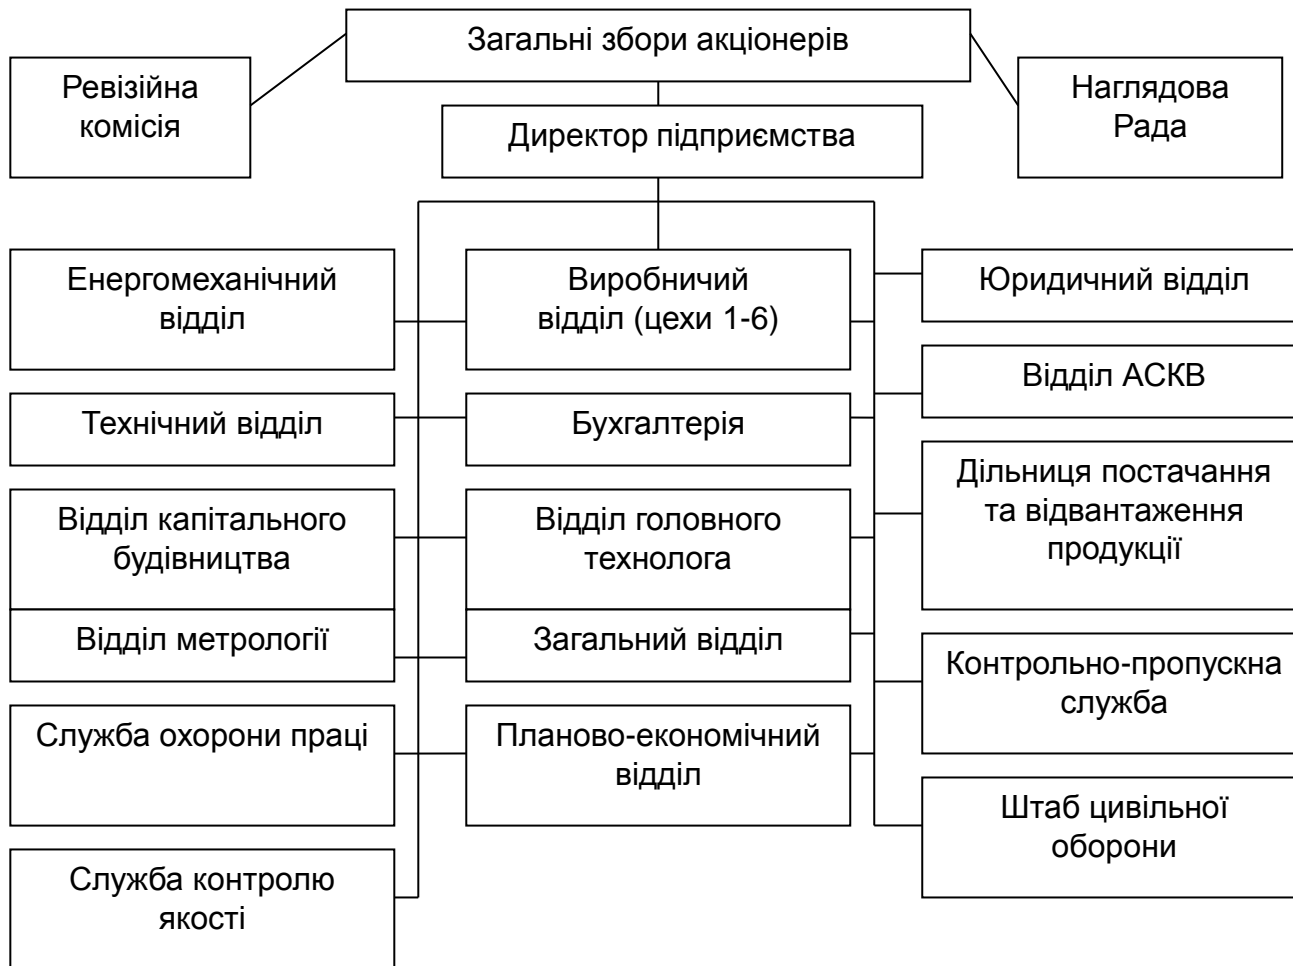 Загальні збори акціонерів
Ревізійна
комісія
Наглядова
Рада
Директор підприємства
Енергомеханічний
відділ
Виробничий
відділ (цехи 1-6)
Юридичний відділ
Відділ АСКВ
Технічний відділ
Бухгалтерія
Дільниця постачання
та відвантаження
продукції
Відділ капітального
будівництва
Відділ головного
технолога
Відділ метрології
Загальний відділ
Контрольно-пропускна
служба
Служба охорони праці
Планово-економічний
відділ
Штаб цивільної
оборони
Служба контролю
якості